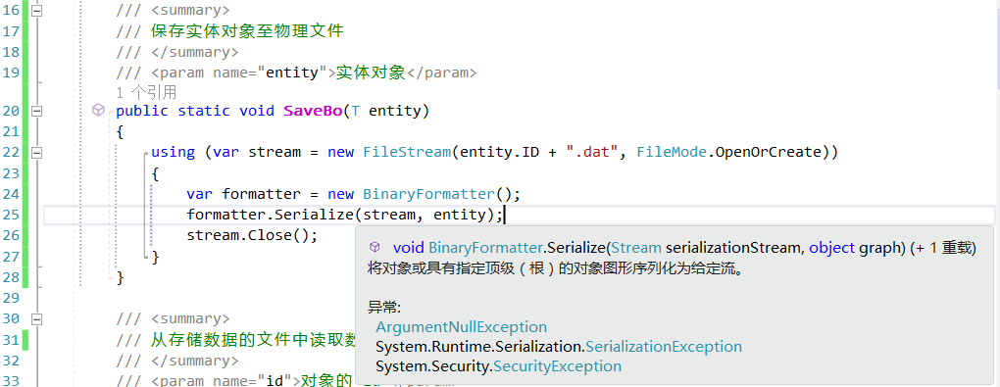 16 /// <summary>
17 /// 保存实体对象至物理文件
18 /// </summary>
19 /// <param name="entity">实体对象</param>
1 个引用
20 public static void SaveBo(T entity)
21 {
22 using (var stream = new FileStream(entity.ID + ".dat", FileMode.OpenOrCreate))
23 {
24 var formatter = new BinaryFormatter();
25 formatter.Serialize(stream, entity);
26 stream.Close();
27 }
28 }
void BinaryFormatter.Serialize(Stream serializationStream, object graph) (+ 1 重载)
将对象或具有指定顶级（根）的对象图形序列化为给定流。
异常:
ArgumentNullException
System.Runtime.Serialization.SerializationException
System.Security.SecurityException
29
30 /// <summary>
31 /// 从存储数据的文件中读取数
32 /// </summary>
33 /// <param name="id">对象的